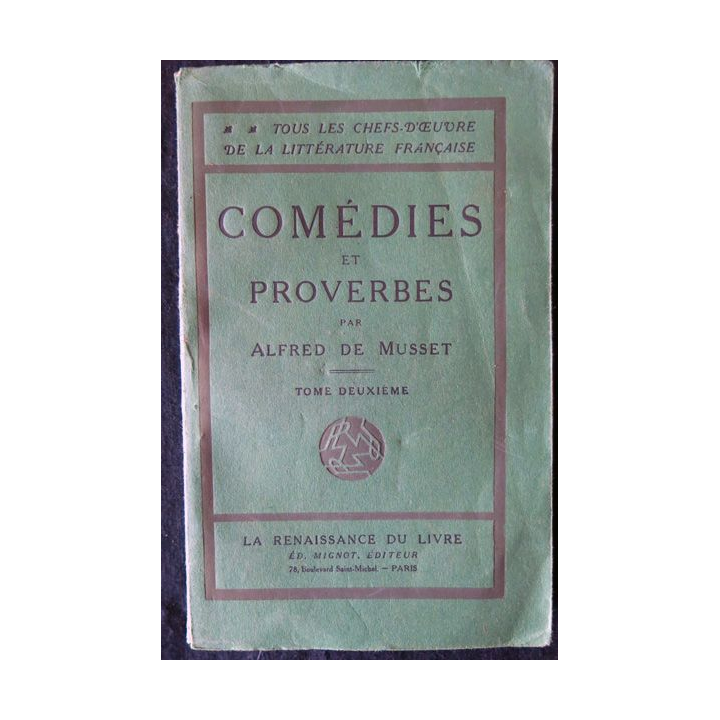 TOUS LES CHEFS-D'ŒUVRE
DE LA LITTÉRATURE FRANÇAISE
COMÉDIES
ET
PROVERBES
PAR
ALFRED DE MUSSET
TOME DEUXIÈME
LA RENAISSANCE DU LIVRE
ÉD. MIGNOT, ÉDITEUR
78, Boulevard Saint-Michel. — PARIS